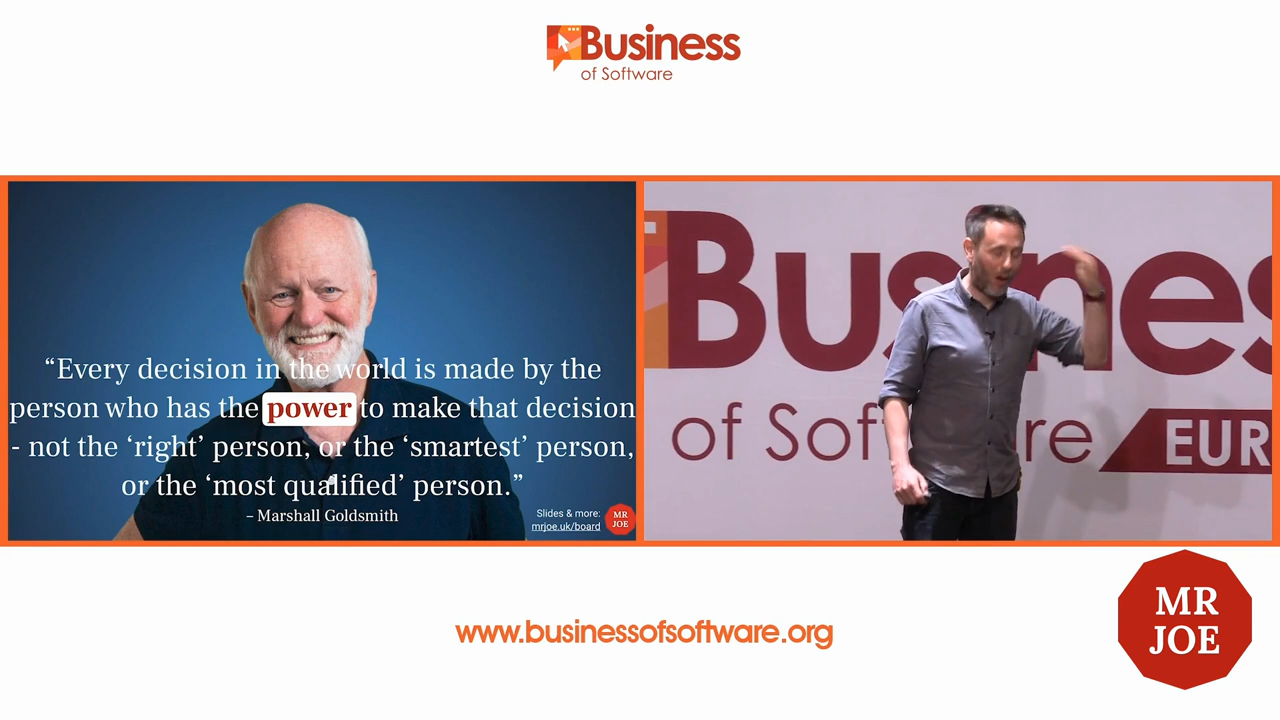 Business
of Software
“Every decision in the world is made by the
person who has the power to make that decision
- not the ‘right’ person, or the ‘smartest’ person,
or the ‘most qualified’ person.”
– Marshall Goldsmith
Slides & more:
mrjoe.uk/board
MR
JOE
Business
of Software
EUR
www.businessofsoftware.org
MR
JOE